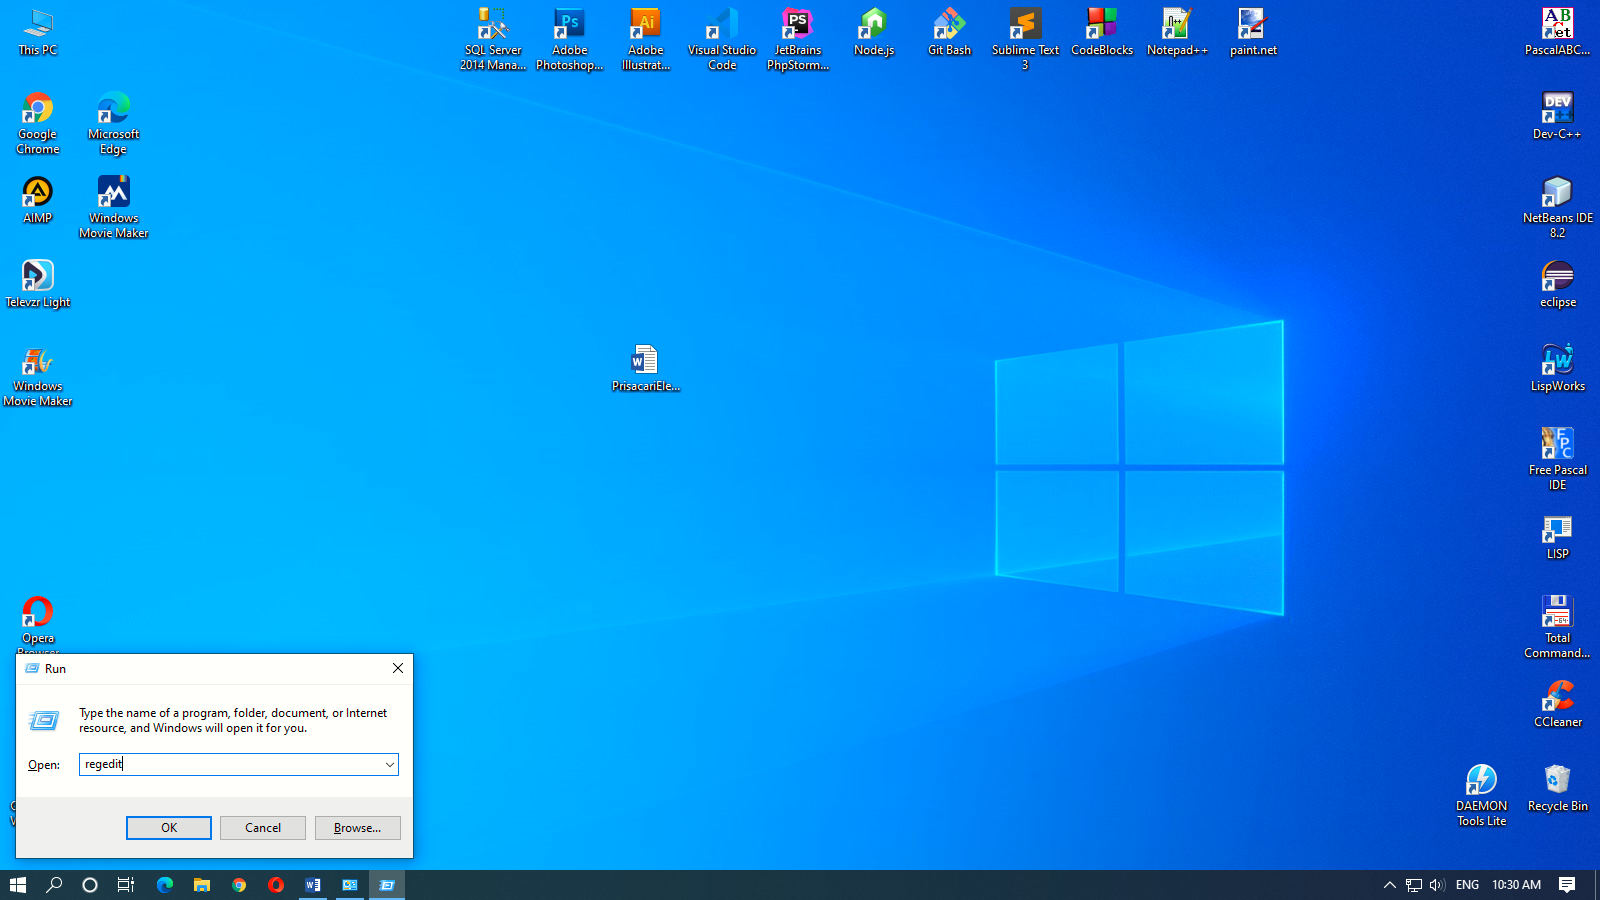 This PC
SQL Server
2014 Mana...
Adobe
Photoshop...
Adobe
Illustrat...
Visual Studio
Code
JetBrains
PhpStorm...
Node.js
Git Bash
Sublime Text
3
CodeBlocks
Notepad++
paint.net
PascalABC...
Google
Chrome
Microsoft
Edge
Dev-C++
AIMP
Windows
Movie Maker
NetBeans IDE
8.2
Televzr Light
eclipse
Windows
Movie Maker
PrisacariEle...
LispWorks
Free Pascal
IDE
LISP
Opera
Browser
Total
Command...
CCleaner
DAEMON
Tools Lite
Recycle Bin
Run
Type the name of a program, folder, document, or Internet
resource, and Windows will open it for you.
Open:
regedit
OK
Cancel
Browse...
ENG
10:30 AM